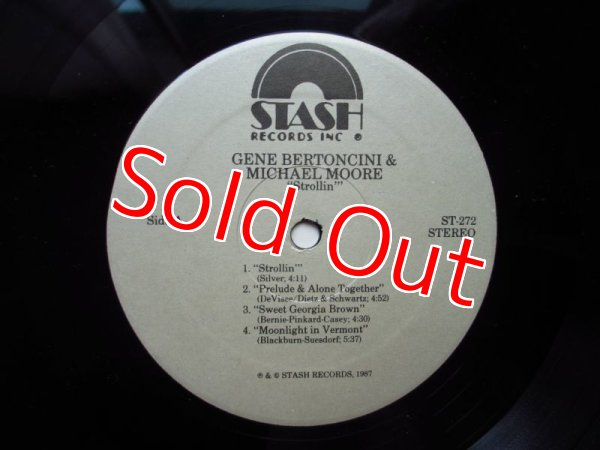 STASH
RECORDS INC ®
GENE BERTONCINI &
MICHAEL MOORE
"Strollin'"
Sold Out
ST-272
STEREO
1. "Strollin'"
(Silver; 4:11)
2. "Prelude & Alone Together"
(DeVisee/Dietz & Schwartz; 4:52)
3. "Sweet Georgia Brown"
(Bernie-Pinkard-Casey; 4:30)
4. "Moonlight in Vermont"
(Blackburn-Suesdorf; 5:37)
℗ & © STASH RECORDS, 1987